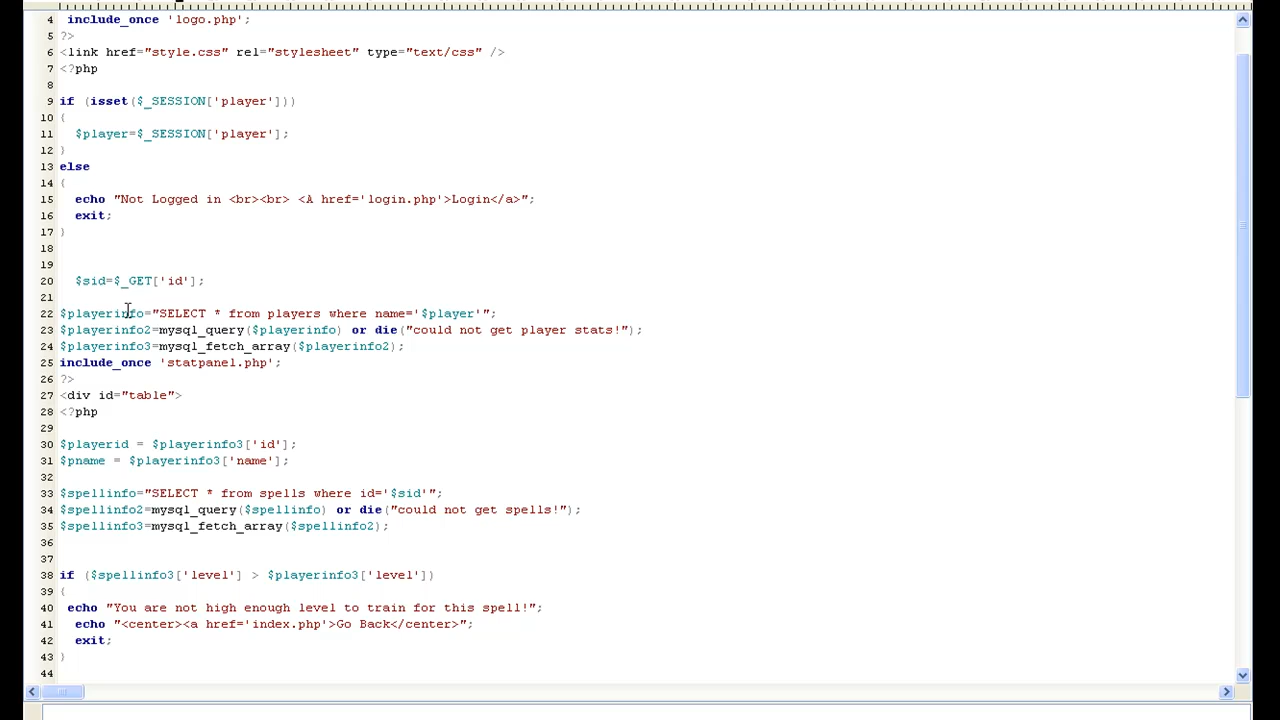 4 include_once 'logo.php';
5 ?>
6 <link href="style.css" rel="stylesheet" type="text/css" />
7 <?php
8
9 if (isset($_SESSION['player']))
10 {
11 $player=$_SESSION['player'];
12 }
13 else
14 {
15 echo "Not Logged in <br><br> <A href='login.php'>Login</a>";
16 exit;
17 }
18
19
20 $sid=$_GET['id'];
21
22 $playerinfo="SELECT * from players where name='$player'";
23 $playerinfo2=mysql_query($playerinfo) or die("could not get player stats!");
24 $playerinfo3=mysql_fetch_array($playerinfo2);
25 include_once 'statpanel.php';
26 ?>
27 <div id="table">
28 <?php
29
30 $playerid = $playerinfo3['id'];
31 $pname = $playerinfo3['name'];
32
33 $spellinfo="SELECT * from spells where id='$sid'";
34 $spellinfo2=mysql_query($spellinfo) or die("could not get spells!");
35 $spellinfo3=mysql_fetch_array($spellinfo2);
36
37
38 if ($spellinfo3['level'] > $playerinfo3['level'])
39 {
40 echo "You are not high enough level to train for this spell!";
41 echo "<center><a href='index.php'>Go Back</center>";
42 exit;
43 }
44